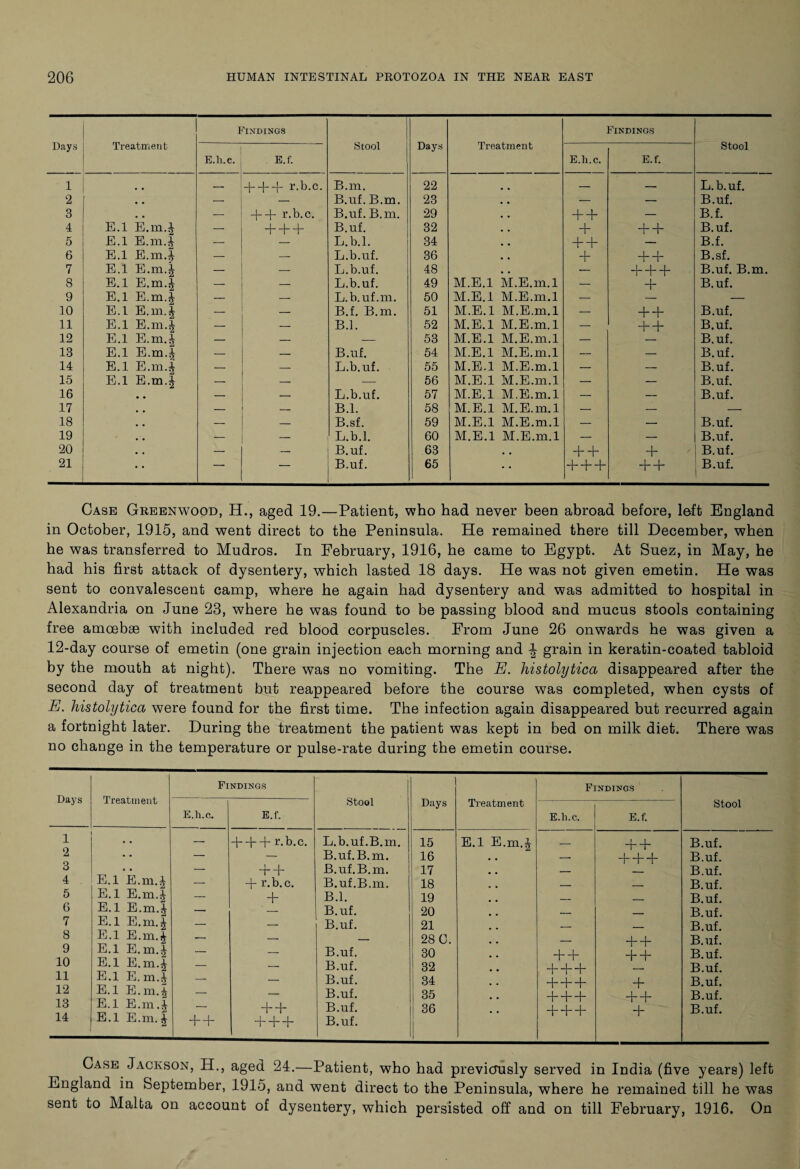 206 HUMAN INTESTINAL PROTOZOA IN THE NEAR EAST
Days Treatment Findings Stool Days Treatment Findings Stool
E.h.c. E.f. E.h.c. E.f.
1 .. — +++ r.b.c. B.m. 22 .. — — L.b.uf.
2 .. — — B.uf. B.m. 23 .. — — B.uf.
3 .. — ++ r.b.c. B.uf. B.m. 29 .. ++ — B.f.
4 E.1 E.m.½ — +++ B.uf. 32 .. + ++ B.uf.
5 E.1 E.m.½ — — L.b.l. 34 .. ++ — B.f.
6 E.1 E.m.½ — — L.b.uf. 36 .. + ++ B.sf.
7 E.1 E.m.½ — — L.b.uf. 48 .. — +++ B.uf. B.m.
8 E.1 E.m.½ — — L.b.uf. 49 M.E.1 M.E.m.1 — + B.uf.
9 E.1 E.m.½ — — L.b.uf.m. 50 M.E.1 M.E.m.1 — — —
10 E.1 E.m.½ — — B.f. B.m. 51 M.E.1 M.E.m.1 — ++ B.uf.
11 E.1 E.m.½ — — B.l. 52 M.E.1 M.E.m.1 — ++ B.uf.
12 E.1 E.m.½ — — — 53 M.E.1 M.E.m.1 — — B.uf.
13 E.1 E.m.½ — — B.uf. 54 M.E.1 M.E.m.1 — — B.uf.
14 E.1 E.m.½ — — L.b.uf. 55 M.E.1 M.E.m.1 — — B.uf.
15 E.1 E.m.½ — — — 56 M.E.1 M.E.m.1 — — B.uf.
16 .. — — L.b.uf. 57 M.E.1 M.E.m.1 — — B.uf.
17 .. — — B.l. 58 M.E.1 M.E.m.1 — — —
18 .. — — B.sf. 59 M.E.1 M.E.m.1 — — B.uf.
19 .. — — L.b.l. 60 M.E.1 M.E.m.1 — — B.uf.
20 .. — — B.uf. 63 .. ++ + B.uf.
21 .. — — B.uf. 65 .. +++ ++ B.uf.
Case Greenwood, H., aged 19.—Patient, who had never been abroad before, left England
in October, 1915, and went direct to the Peninsula. He remained there till December, when
he was transferred to Mudros. In February, 1916, he came to Egypt. At Suez, in May, he
had his first attack of dysentery, which lasted 18 days. He was not given emetin. He was
sent to convalescent camp, where he again had dysentery and was admitted to hospital in
Alexandria on June 23, where he was found to be passing blood and mucus stools containing
free amœbæ with included red blood corpuscles. From June 26 onwards he was given a
12-day course of emetin (one grain injection each morning and ½ grain in keratin-coated tabloid
by the mouth at night). There was no vomiting. The E. histolytica disappeared after the
second day of treatment but reappeared before the course was completed, when cysts of
E. histolytica were found for the first time. The infection again disappeared but recurred again
a fortnight later. During the treatment the patient was kept in bed on milk diet. There was
no change in the temperature or pulse-rate during the emetin course.
Days Treatment Findings Stool Days Treatment Findings Stool
E.h.c. E.f. E.h.c. E.f.
1 .. — +++ r.b.c. L.b.uf.B.m. 15 E.1 E.m.½ — ++ B.uf.
2 .. — — B.uf.B.m. 16 .. — +++ B.uf.
3 .. — ++ B.uf.B.m. 17 .. — — B.uf.
4 E.1 E.m.½ — + r.b.c. B.uf.B.m. 18 .. — — B.uf.
5 E.1 E.m.½ — + B.l. 19 .. — — B.uf.
6 E.1 E.m.½ — — B.uf. 20 .. — — B.uf.
7 E.1 E.m.½ — — B.uf. 21 .. — — B.uf.
8 E.1 E.m.½ — — — 28 C. .. — ++ B.uf.
9 E.1 E.m.½ — — B.uf. 30 .. ++ ++ B.uf.
10 E.1 E.m.½ — — B.uf. 32 .. +++ — B.uf.
11 E.1 E.m.½ — — B.uf. 34 .. +++ + B.uf.
12 E.1 E.m.½ — — B.uf. 35 .. +++ ++ B.uf.
13 E.1 E.m.½ — ++ B.uf. 36 .. +++ + B.uf.
14 E.1 E.m.½ ++ +++ B.uf.
Case Jackson, H., aged 24.—Patient, who had previously served in India (five years) left
England in September, 1915, and went direct to the Peninsula, where he remained till he was
sent to Malta on account of dysentery, which persisted off and on till February, 1916. On